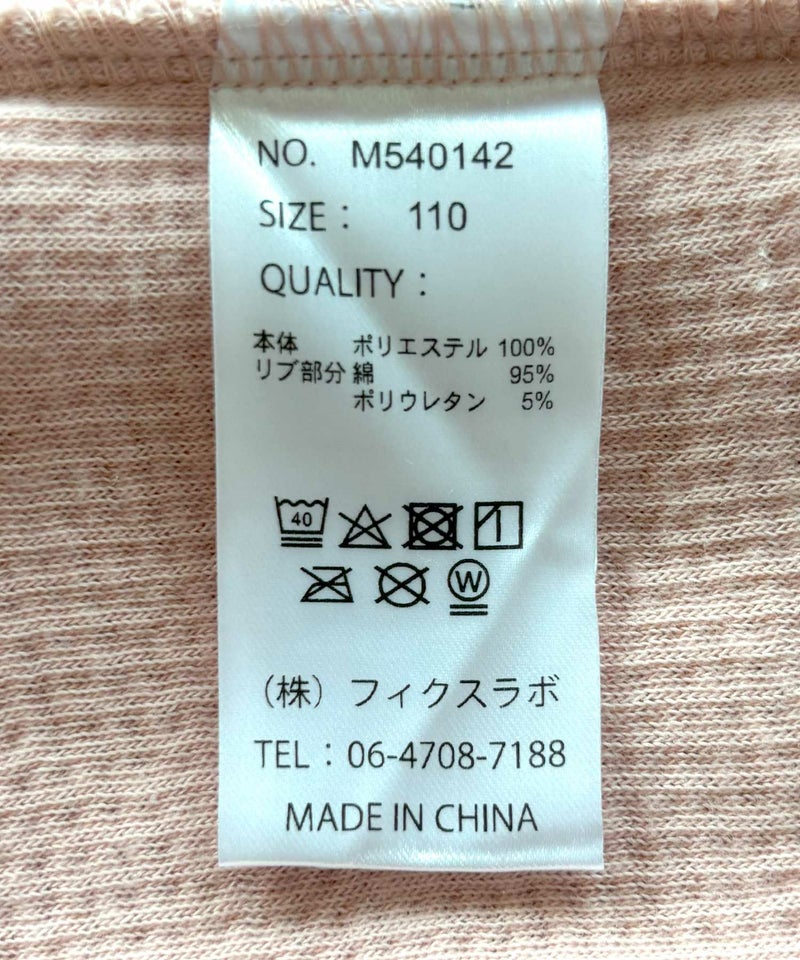 NO. M540142
SIZE : 110
QUALITY :
本体 ポリエステル 100%
リブ部分 綿 95%
ポリウレタン 5%
40
W
(株) フィクスラボ
TEL : 06-4708-7188
MADE IN CHINA